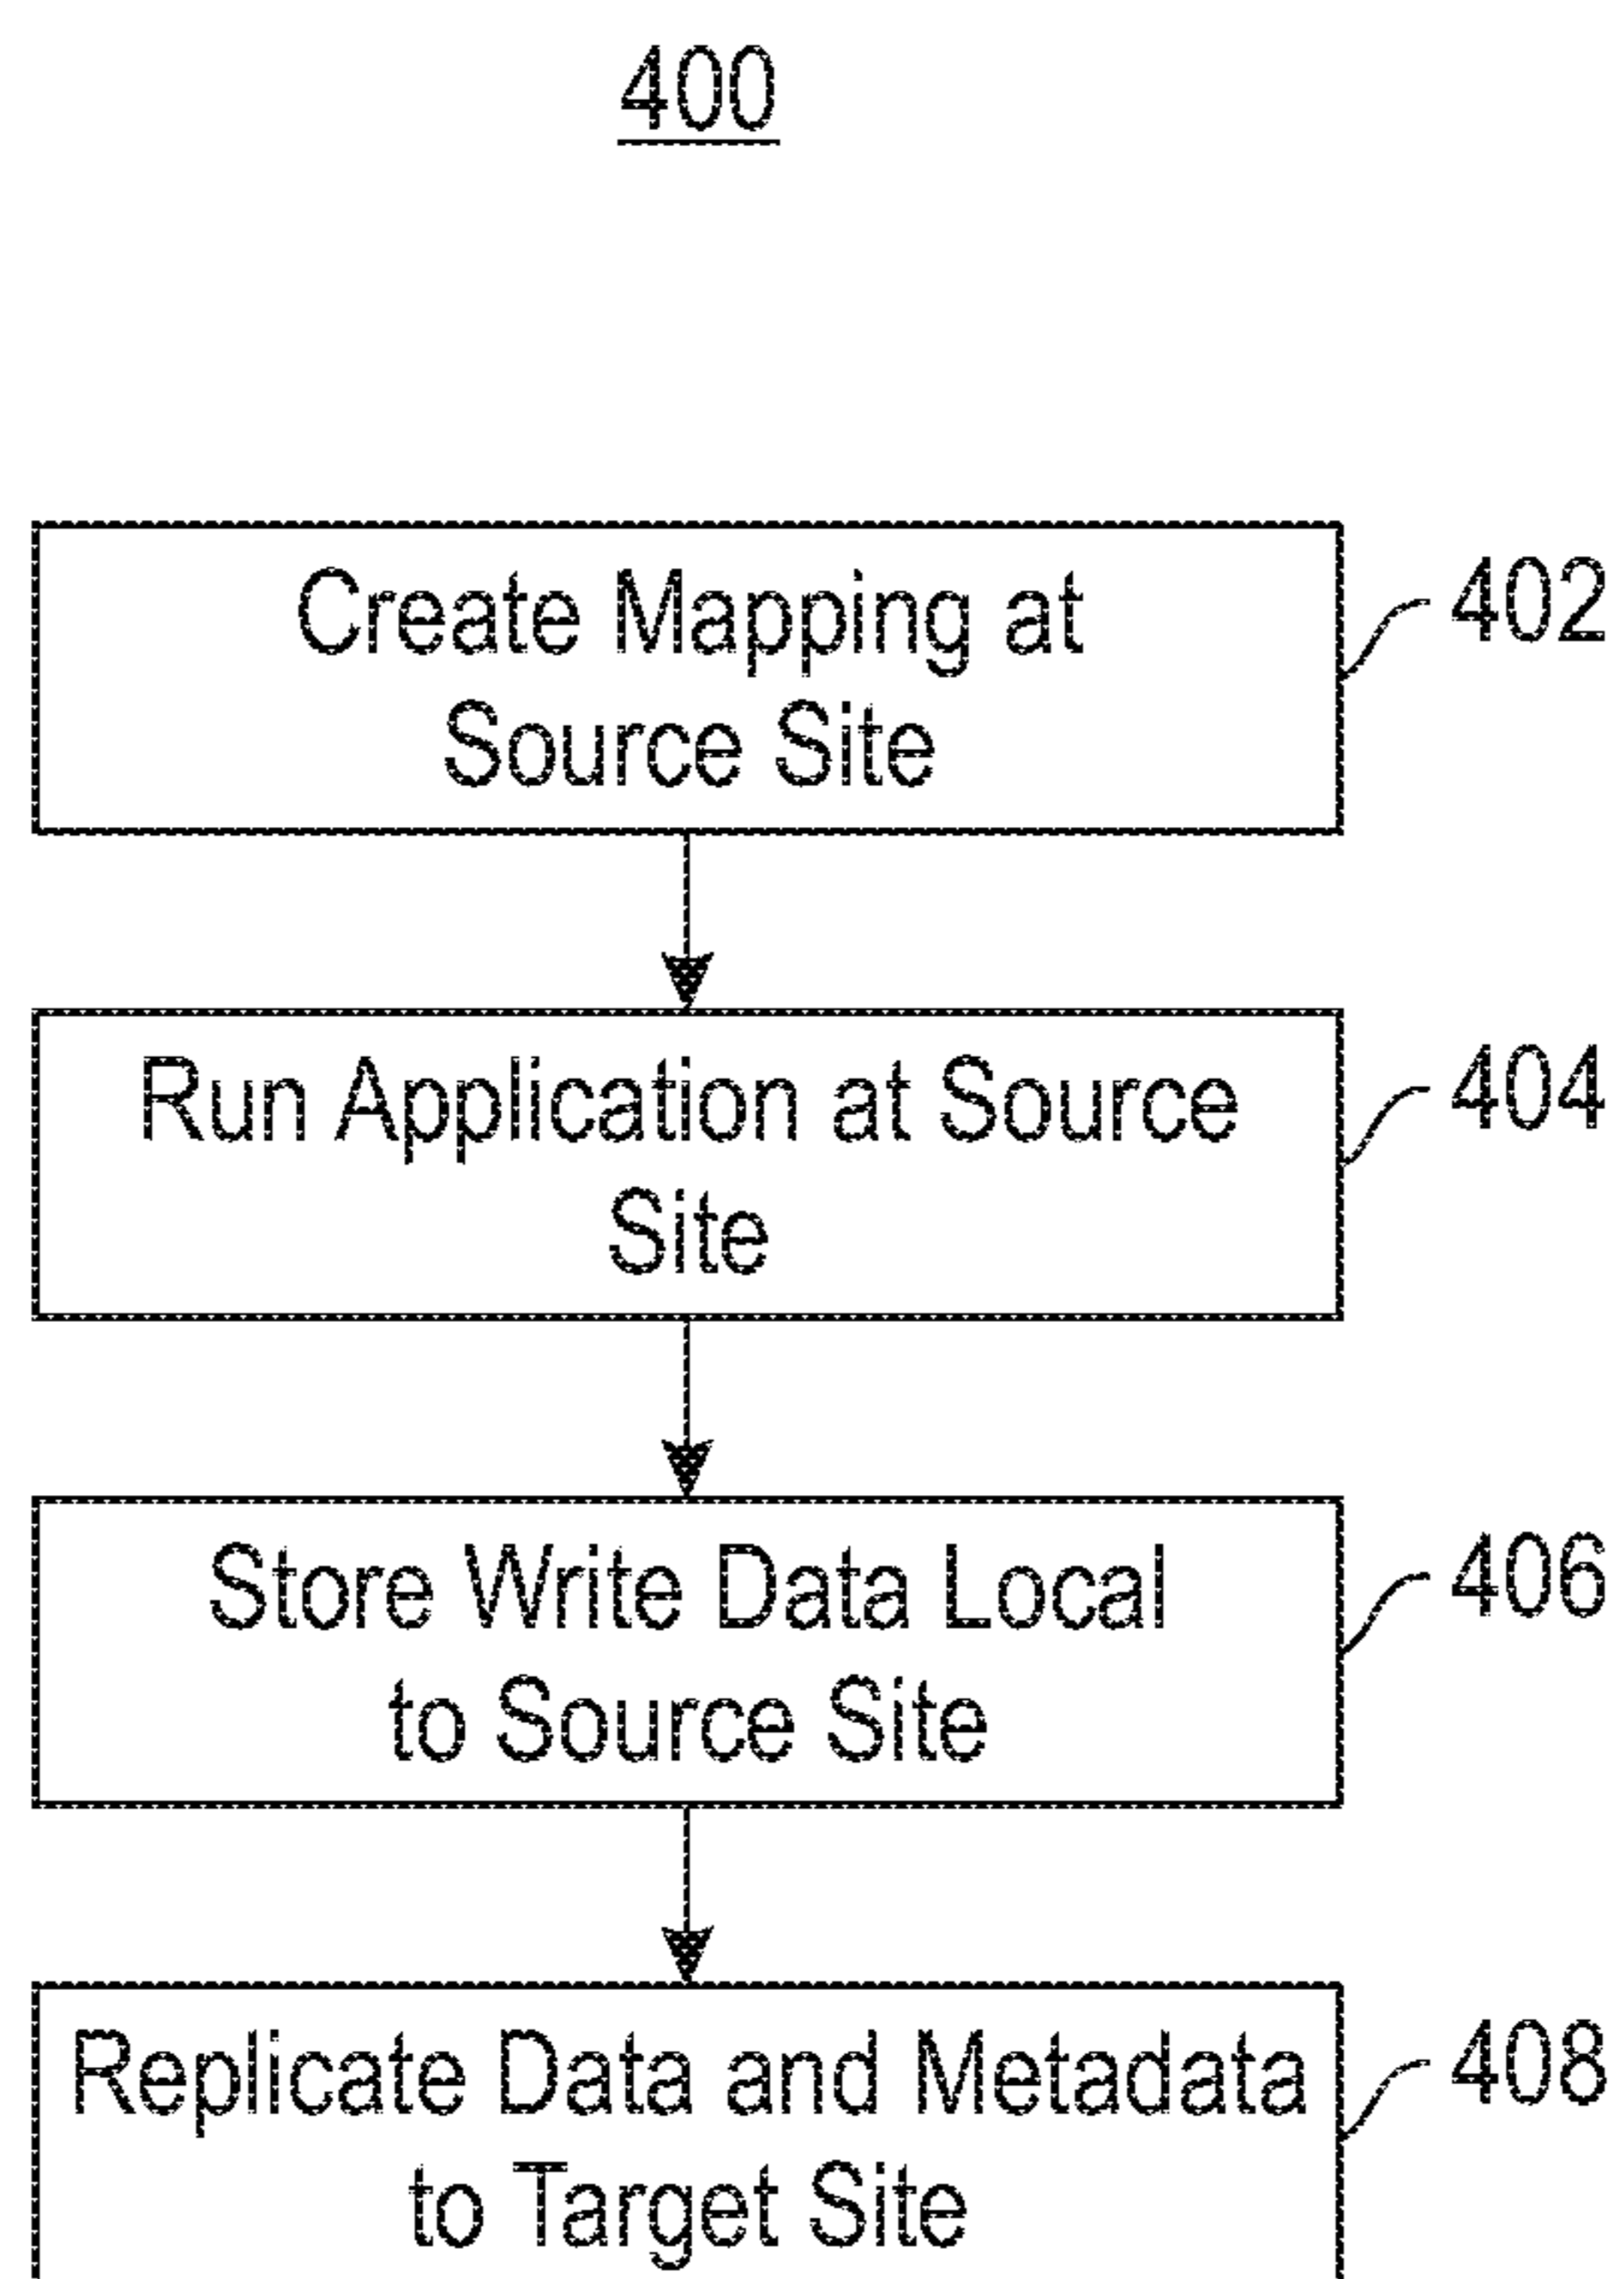 400
Create Mapping at
Source Site
402
Run Application at Source
Site
404
Store Write Data Local
to Source Site
406
Replicate Data and Metadata
to Target Site
408